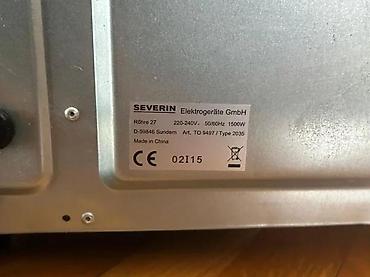 SEVERIN Elektrogeräte GmbH
Röhre 27 220-240V~ 50/60Hz 1500W
D-59846 Sundern Art. TO 9497 / Type 2035
Made in China
CE 02I15